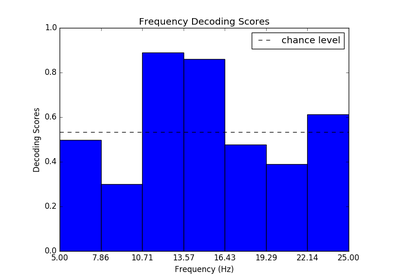 Frequency Decoding Scores
chance level
1.0
0.8
0.6
0.4
0.2
0.0
Decoding Scores
5.00 7.86 10.71 13.57 16.43 19.29 22.14 25.00
Frequency (Hz)